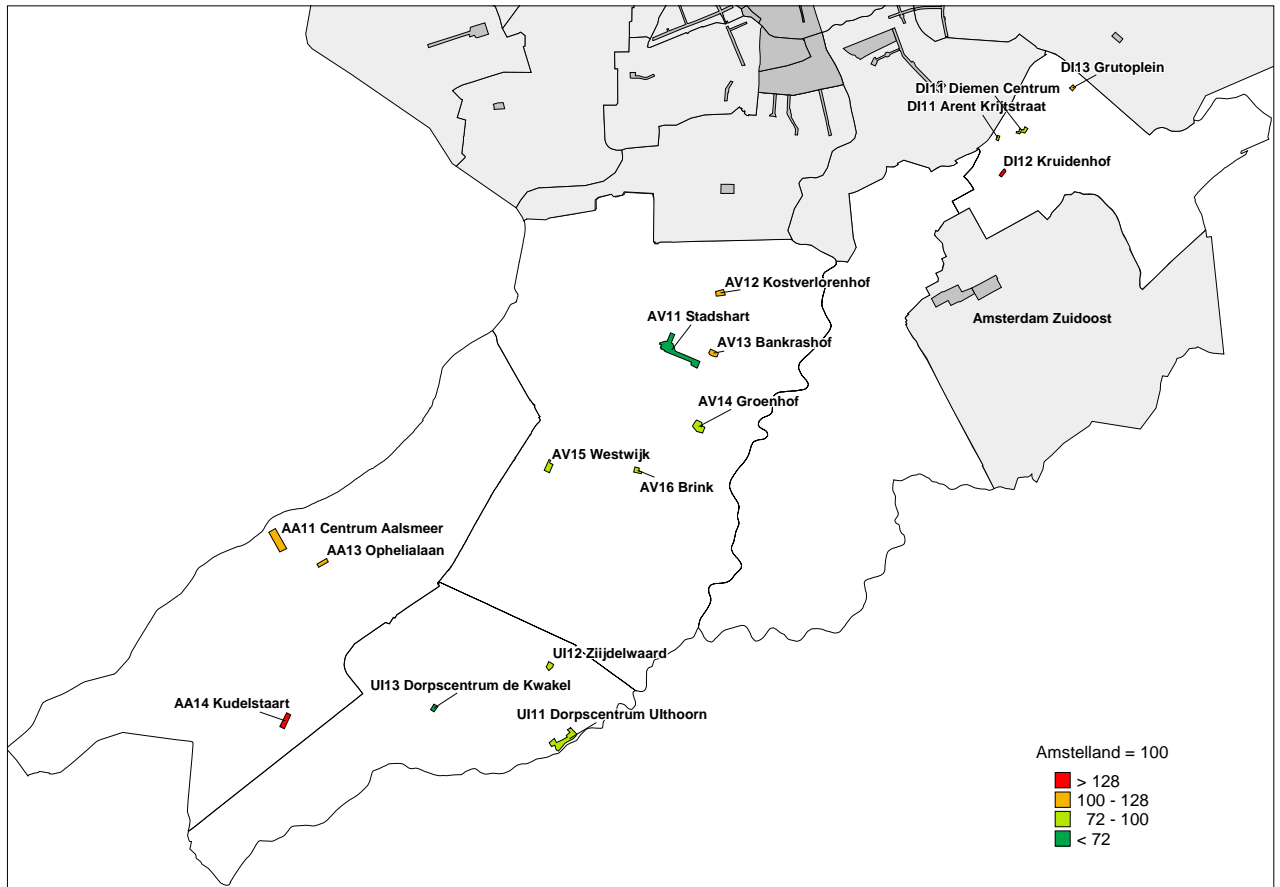 DI13 Grutoplein
DI11 Diemen Centrum
DI11 Arent Krijtstraat
DI12 Kruidenhof
AV12 Kostverlorenhof
AV11 Stadshart
Amsterdam Zuidoost
AV13 Bankrashof
AV14 Groenhof
AV15 Westwijk
AV16 Brink
AA11 Centrum Aalsmeer
AA13 Ophelialaan
UI12 Ziijdelwaard
UI13 Dorpscentrum de Kwakel
AA14 Kudelstaart
UI11 Dorpscentrum UIthoorn
Amstelland = 100
> 128
100 - 128
72 - 100
< 72